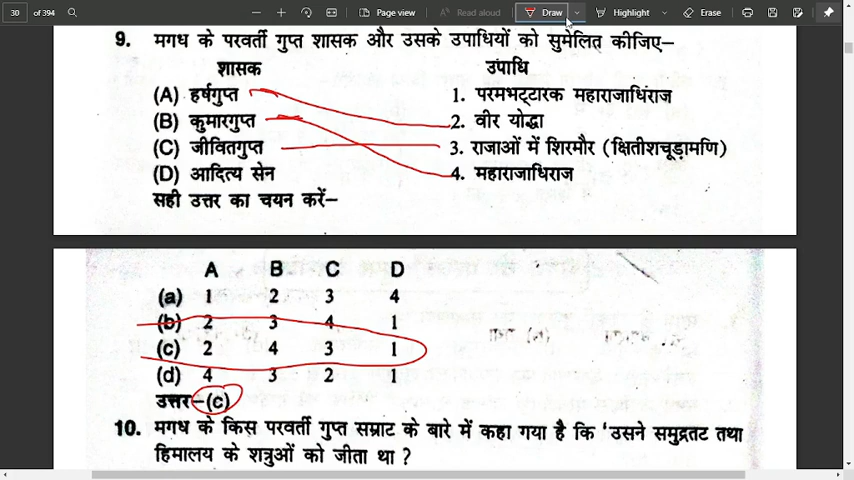 30 of 394 Page view Read aloud Draw Highlight Erase
9. मगध के परवर्ती गुप्त शासक और उसके उपाधियों को सुमेलित कीजिए–
शासक उपाधि
(A) हर्षगुप्त 1. परमभट्टारक महाराजाधिराज
(B) कुमारगुप्त 2. वीर योद्धा
(C) जीवितगुप्त 3. राजाओं में शिरमौर (क्षितीशचूड़ामणि)
(D) आदित्य सेन 4. महाराजाधिराज
सही उत्तर का चयन करें–
A B C D
(a) 1 2 3 4
(b) 2 3 4 1
(c) 2 4 3 1
(d) 4 3 2 1
उत्तर–(c)
10. मगध के किस परवर्ती गुप्त सम्राट के बारे में कहा गया है कि 'उसने समुद्रतट तथा
हिमालय के शत्रुओं को जीता था ?